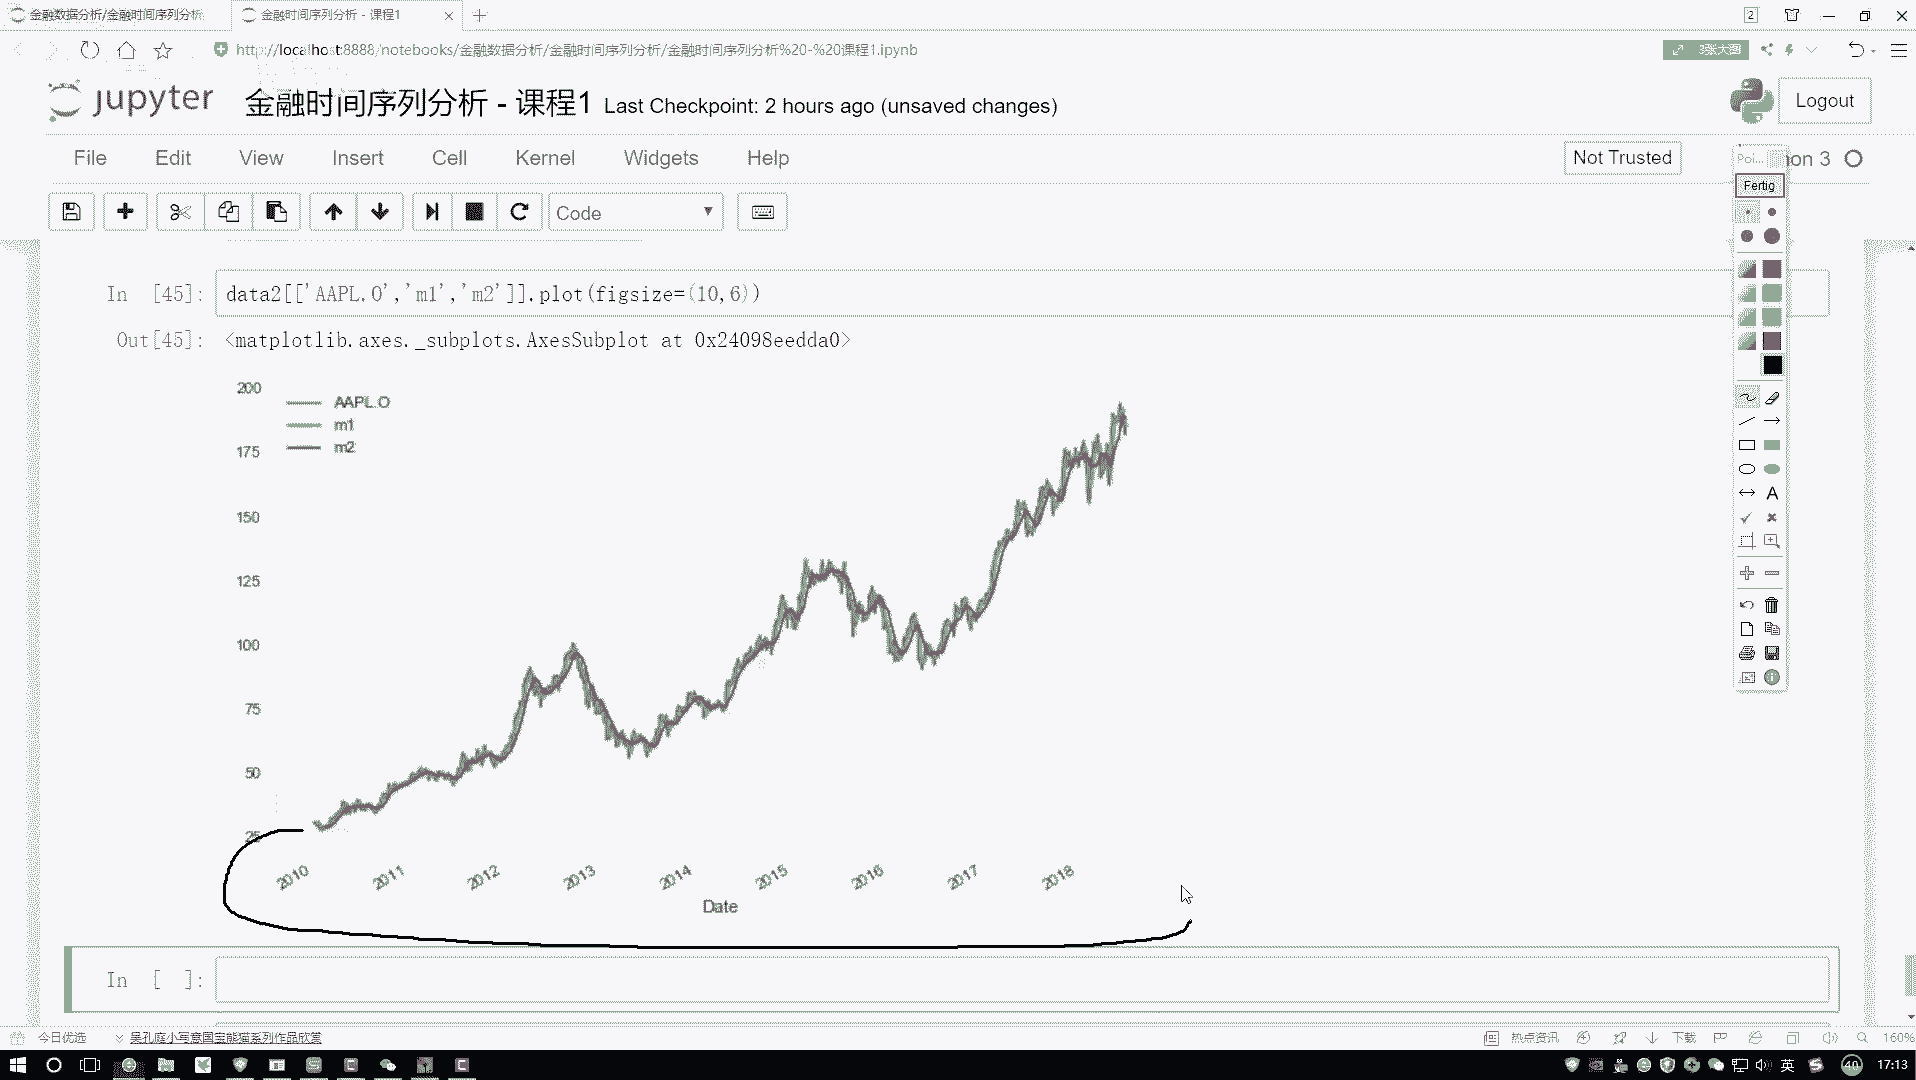 金融数据分析/金融时间序列分析
金融时间序列分析 - 课程1
2
http://localhost:8888/notebooks/金融数据分析/金融时间序列分析/金融时间序列分析%20-%20课程1.ipynb
3张大图
jupyter 金融时间序列分析 - 课程1 Last Checkpoint: 2 hours ago (unsaved changes)
Logout
File Edit View Insert Cell Kernel Widgets Help
Not Trusted
Poi...
on 3
Fertig
Code
In [45]: data2[['AAPL.O','m1','m2']].plot(figsize=(10,6))
Out[45]: <matplotlib.axes._subplots.AxesSubplot at 0x24098eedda0>
200
175
150
125
100
75
50
25
AAPL.O
m1
m2
2010 2011 2012 2013 2014 2015 2016 2017 2018
Date
A
In [ ]:
今日优选
吴孔庭小写意国宝熊猫系列作品欣赏
热点资讯
下载
160%
英
40
17:13